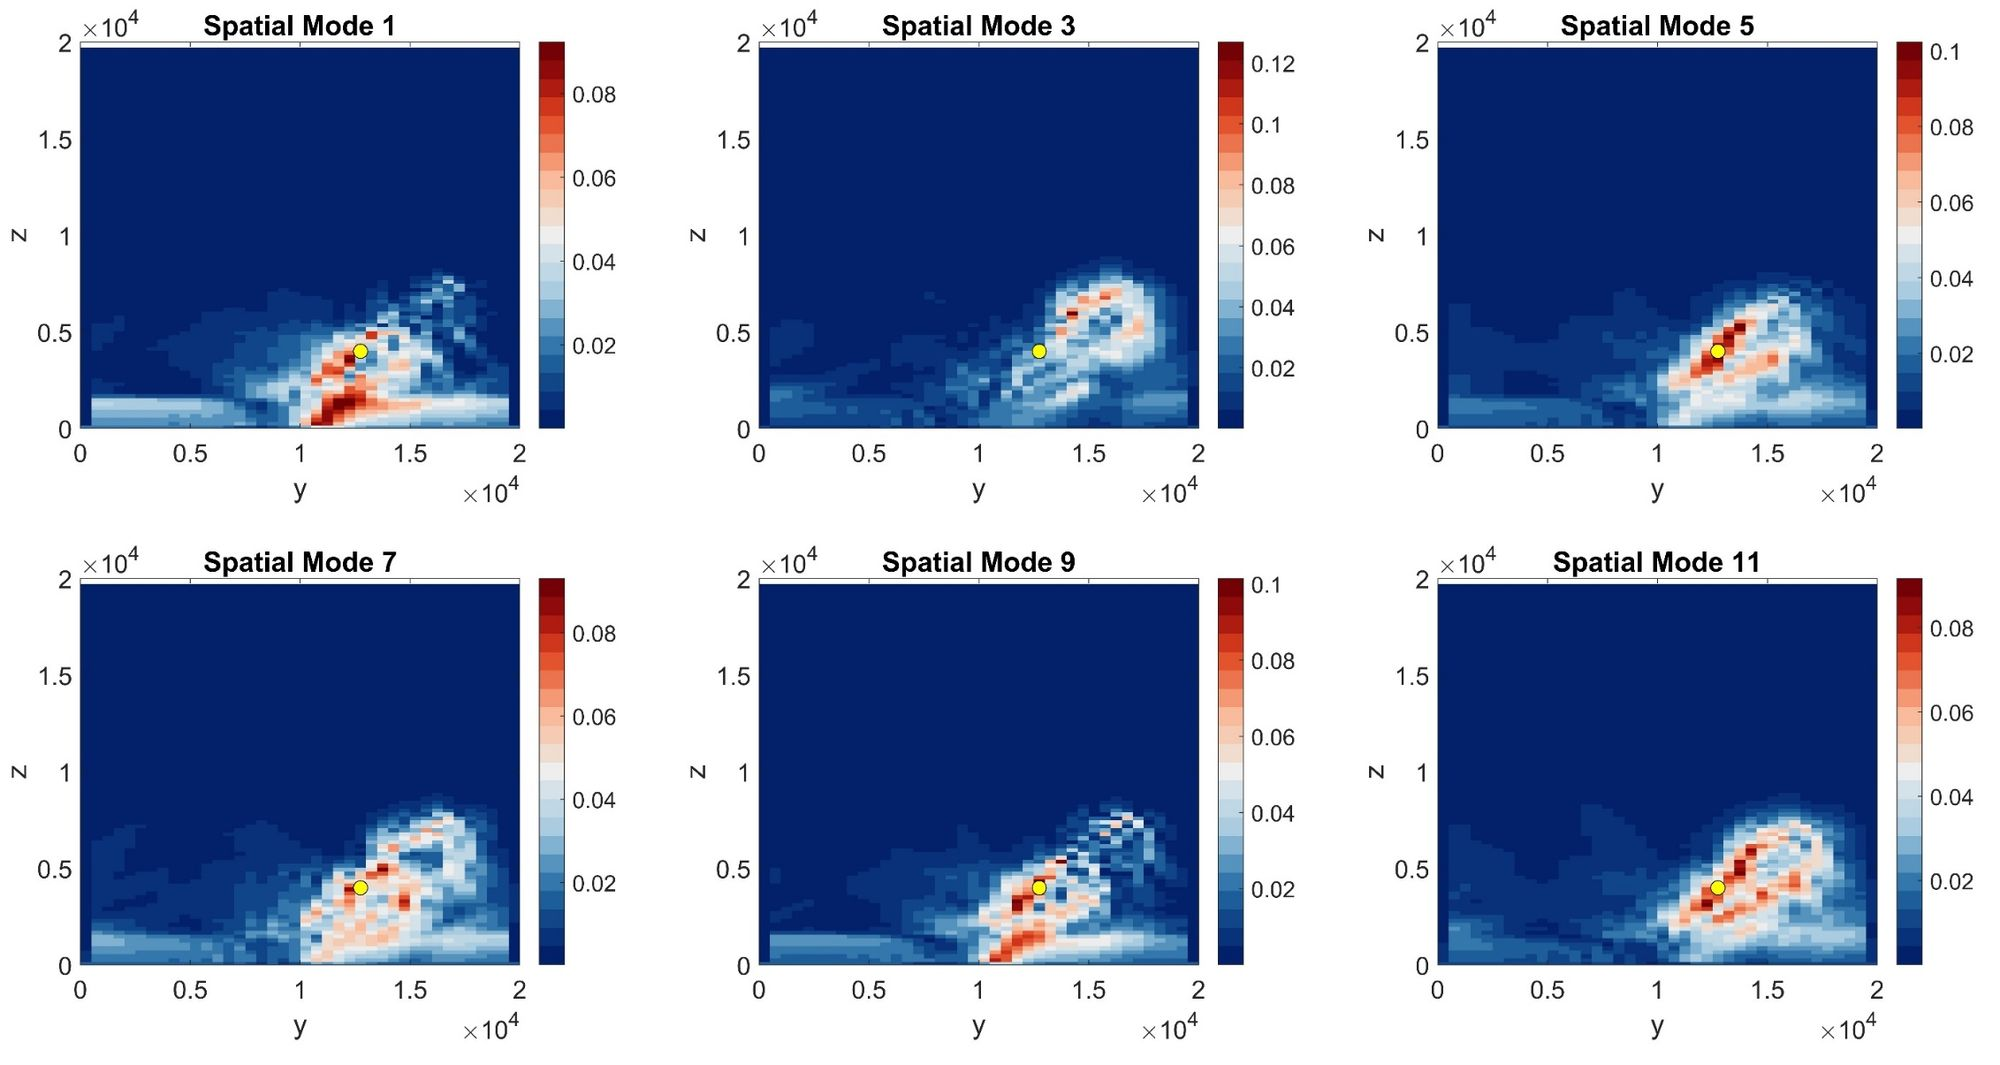 Spatial Mode 1
×10⁴
2
1.5
1
0.5
0
z
0 0.5 1 1.5 2
y
×10⁴
0.08
0.06
0.04
0.02
Spatial Mode 3
×10⁴
2
1.5
1
0.5
0
z
0 0.5 1 1.5 2
y
×10⁴
0.12
0.1
0.08
0.06
0.04
0.02
Spatial Mode 5
×10⁴
2
1.5
1
0.5
0
z
0 0.5 1 1.5 2
y
×10⁴
0.1
0.08
0.06
0.04
0.02
Spatial Mode 7
×10⁴
2
1.5
1
0.5
0
z
0 0.5 1 1.5 2
y
×10⁴
0.08
0.06
0.04
0.02
Spatial Mode 9
×10⁴
2
1.5
1
0.5
0
z
0 0.5 1 1.5 2
y
×10⁴
0.1
0.08
0.06
0.04
0.02
Spatial Mode 11
×10⁴
2
1.5
1
0.5
0
z
0 0.5 1 1.5 2
y
×10⁴
0.08
0.06
0.04
0.02